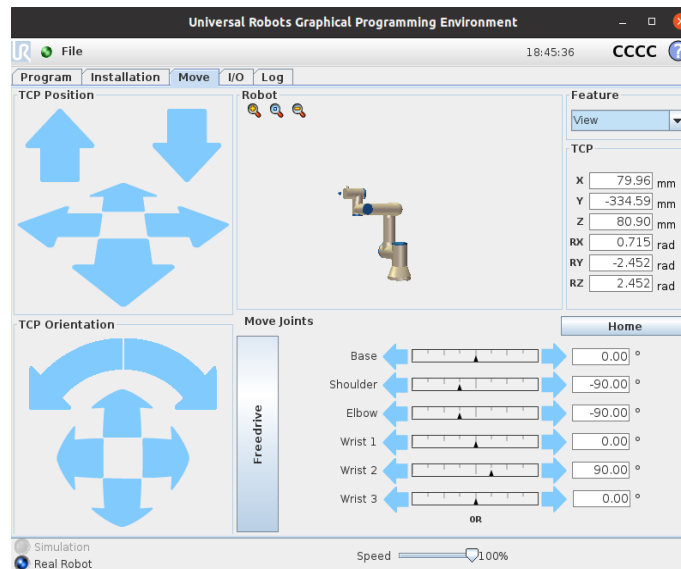 Universal Robots Graphical Programming Environment
UR File 18:45:36 CCCC ?
Program Installation Move I/O Log
TCP Position
Robot
Feature
View
TCP
X 79.96 mm
Y -334.59 mm
Z 80.90 mm
RX 0.715 rad
RY -2.452 rad
RZ 2.452 rad
TCP Orientation
Move Joints
Home
Freedrive
Base 0.00 °
Shoulder -90.00 °
Elbow -90.00 °
Wrist 1 0.00 °
Wrist 2 90.00 °
Wrist 3 0.00 °
OR
Simulation
Real Robot
Speed 100%